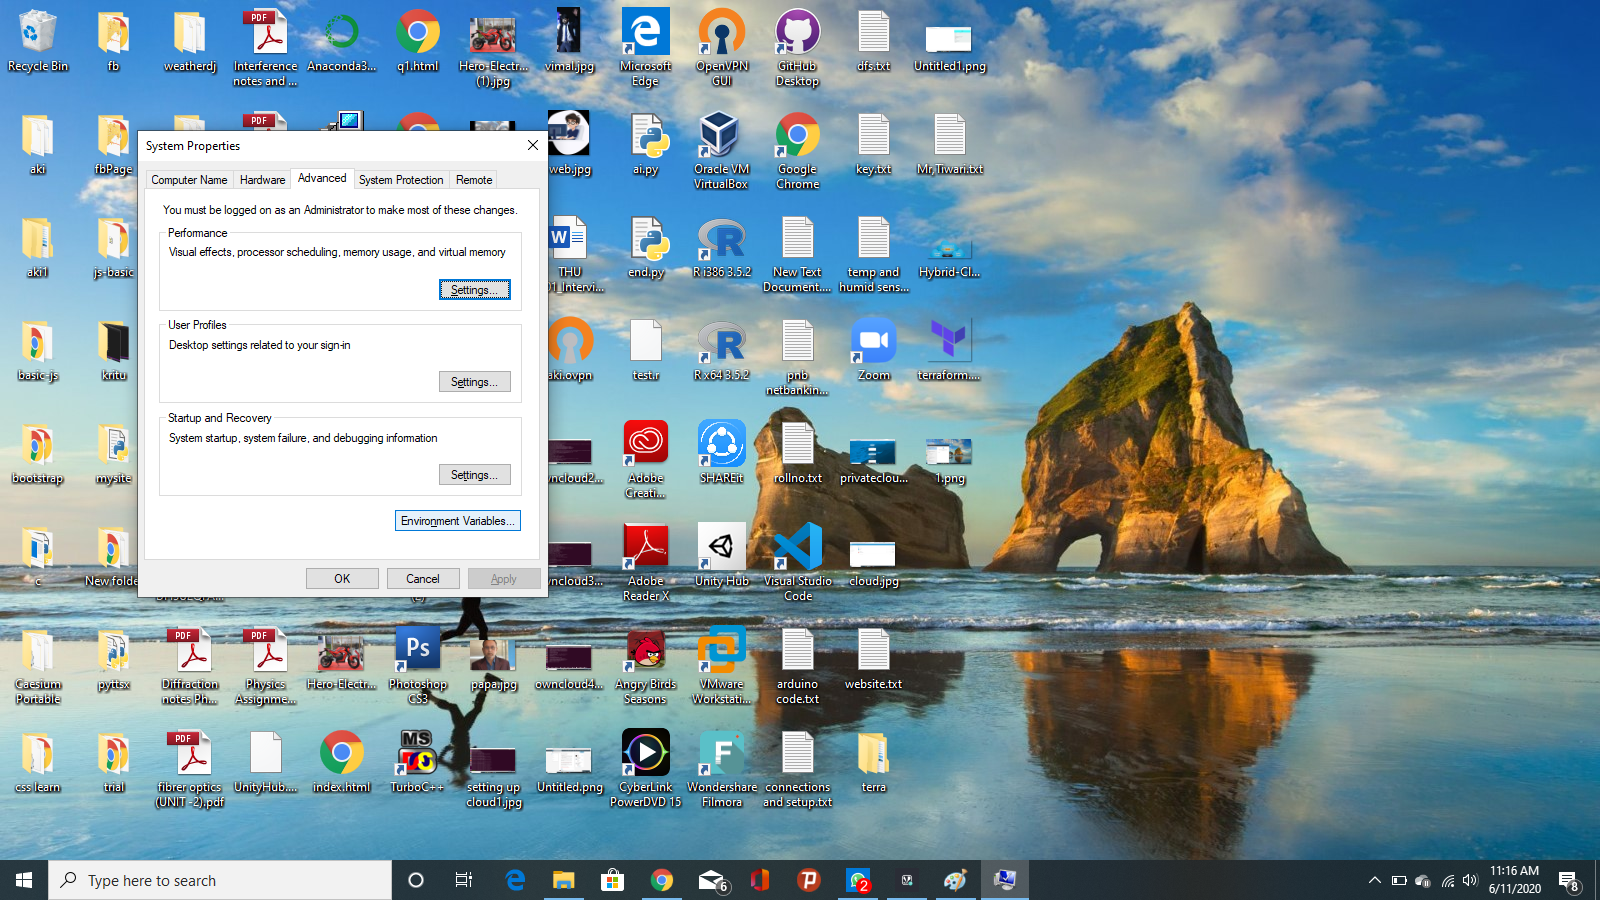 Recycle Bin
fb
weatherdj
Interference
notes and ...
Anaconda3...
q1.html
Hero-Electr...
(1).jpg
vimal.jpg
Microsoft
Edge
OpenVPN
GUI
GitHub
Desktop
dfs.txt
Untitled1.png
aki
fbPage
web.jpg
ai.py
Oracle VM
VirtualBox
Google
Chrome
key.txt
Mr,Tiwari.txt
System Properties
Computer Name
Hardware
Advanced
System Protection
Remote
You must be logged on as an Administrator to make most of these changes.
Performance
Visual effects, processor scheduling, memory usage, and virtual memory
Settings...
User Profiles
Desktop settings related to your sign-in
Settings...
Startup and Recovery
System startup, system failure, and debugging information
Settings...
Environment Variables...
OK
Cancel
Apply
aki1
js-basic
THU
01_Intervi...
end.py
R i386 3.5.2
New Text
Document....
temp and
humid sens...
Hybrid-Cl...
basic-js
kritu
aki.ovpn
test.r
R x64 3.5.2
pnb
netbankin...
Zoom
terraform....
bootstrap
mysite
wncloud2...
Adobe
Creati...
SHAREit
rollno.txt
privateclou...
1.png
c
New folde
wncloud3...
Adobe
Reader X
Unity Hub
Visual Studio
Code
cloud.jpg
Caesium
Portable
pyttsx
PDF
Diffraction
notes Ph...
PDF
Physics
Assignme...
Hero-Electr...
Ps
Photoshop
CS3
papa.jpg
owncloud4...
Angry Birds
Seasons
VMware
Workstati...
arduino
code.txt
website.txt
css learn
trial
PDF
fibrer optics
(UNIT -2).pdf
UnityHub....
index.html
MS
TurboC++
setting up
cloud1.jpg
Untitled.png
CyberLink
PowerDVD 15
Wondershare
Filmora
connections
and setup.txt
terra
Type here to search
6
2
11:16 AM
6/11/2020
8